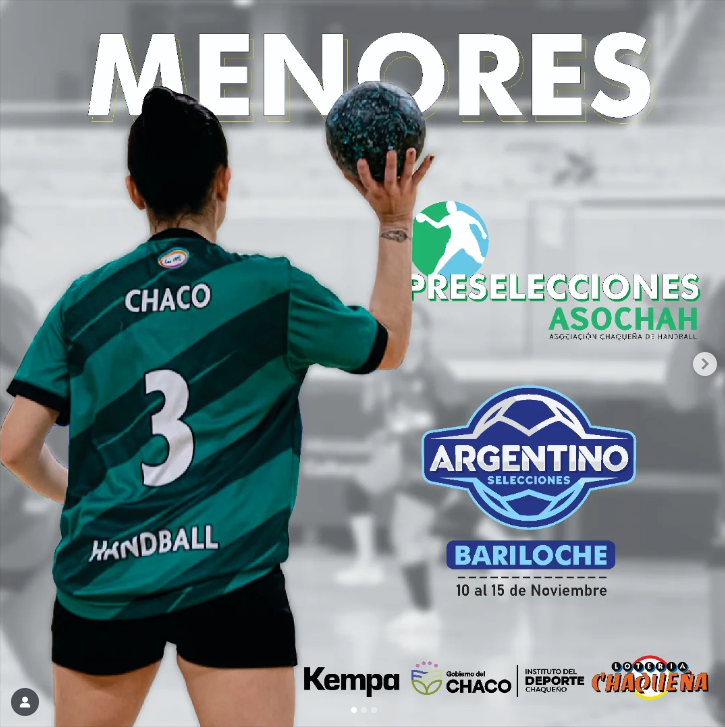 MENORES
CHACO
3
HANDBALL
PRESELECCIONES
ASOCHAH
ASOCIACIÓN CHAQUEÑA DE HANDBALL
ARGENTINO
SELECCIONES
BARILOCHE
10 al 15 de Noviembre
Kempa
Gobierno del
CHACO
INSTITUTO DEL
DEPORTE
CHAQUEÑO
LOTERIA
CHAQUEÑA